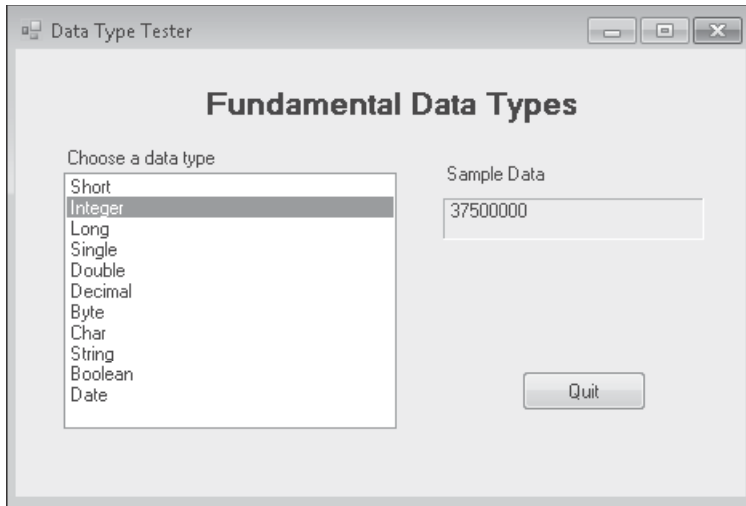 Data Type Tester
Fundamental Data Types
Choose a data type
Short
Integer
Long
Single
Double
Decimal
Byte
Char
String
Boolean
Date
Sample Data
37500000
Quit